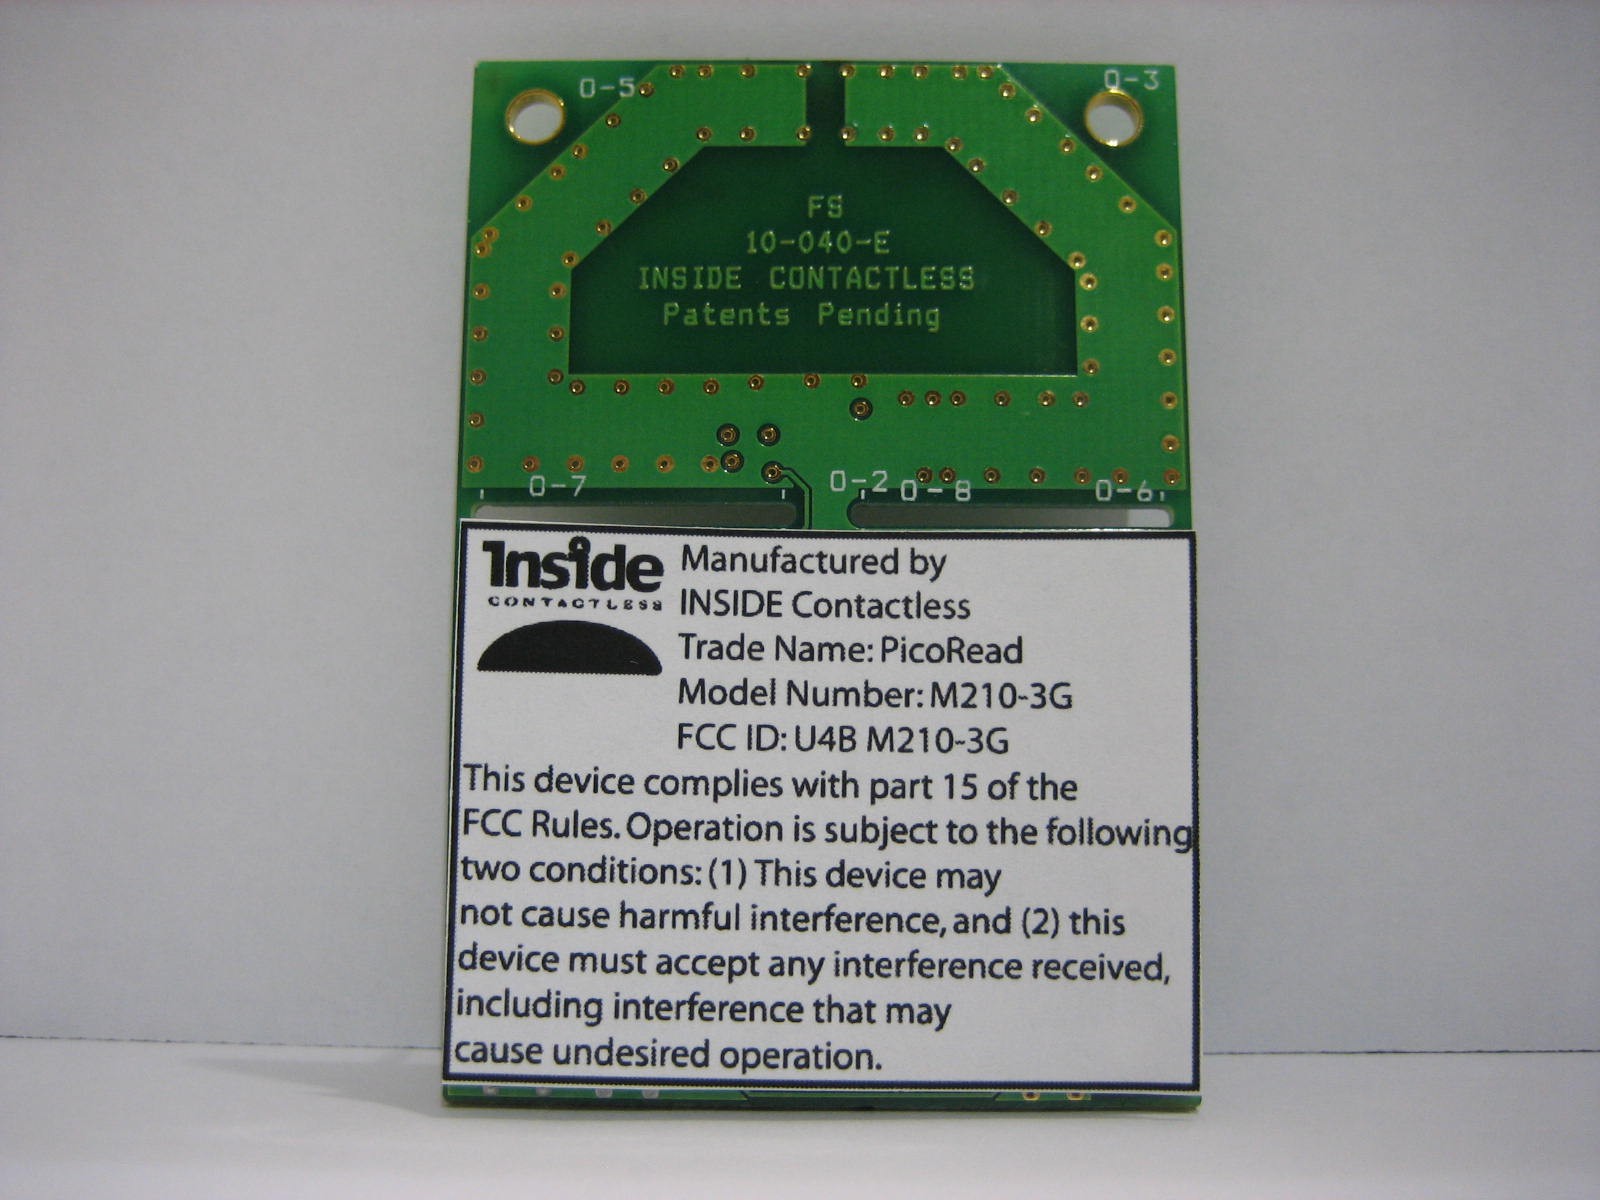 O-5
O-3
FS
10-040-E
INSIDE CONTACTLESS
Patents Pending
O-7
O-2
O-8
O-6
Inside
CONTACTLESS
Manufactured by
INSIDE Contactless
Trade Name: PicoRead
Model Number: M210-3G
FCC ID: U4B M210-3G
This device complies with part 15 of the
FCC Rules. Operation is subject to the following
two conditions: (1) This device may
not cause harmful interference, and (2) this
device must accept any interference received,
including interference that may
cause undesired operation.